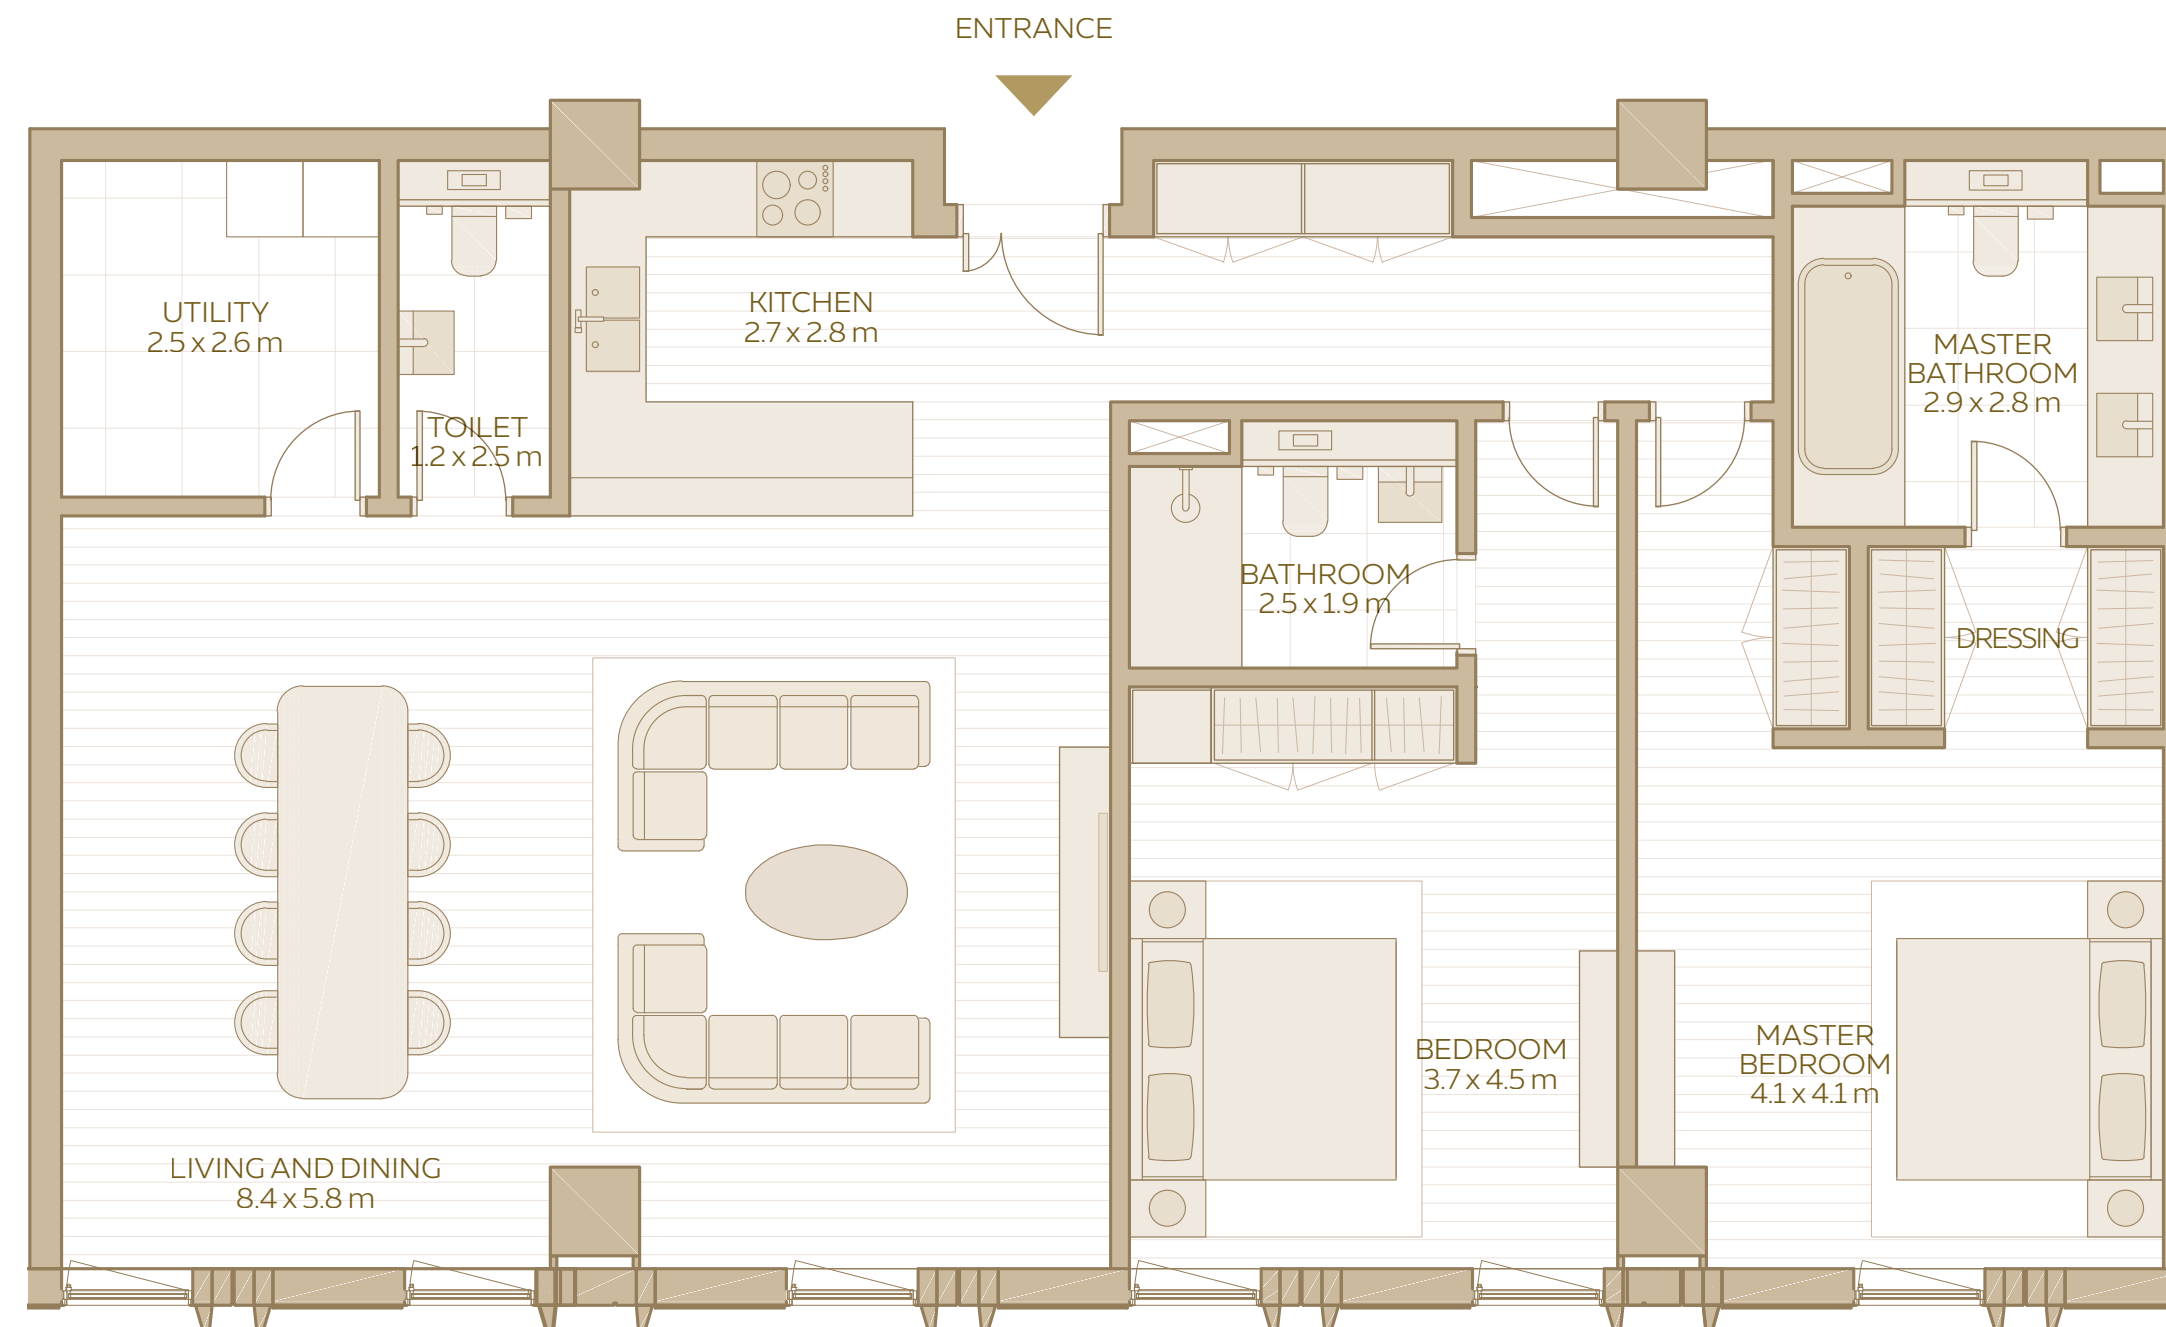 ENTRANCE
UTILITY
2.5 x 2.6 m
TOILET
1.2 x 2.5 m
KITCHEN
2.7 x 2.8 m
MASTER
BATHROOM
2.9 x 2.8 m
BATHROOM
2.5 x 1.9 m
DRESSING
LIVING AND DINING
8.4 x 5.8 m
BEDROOM
3.7 x 4.5 m
MASTER
BEDROOM
4.1 x 4.1 m